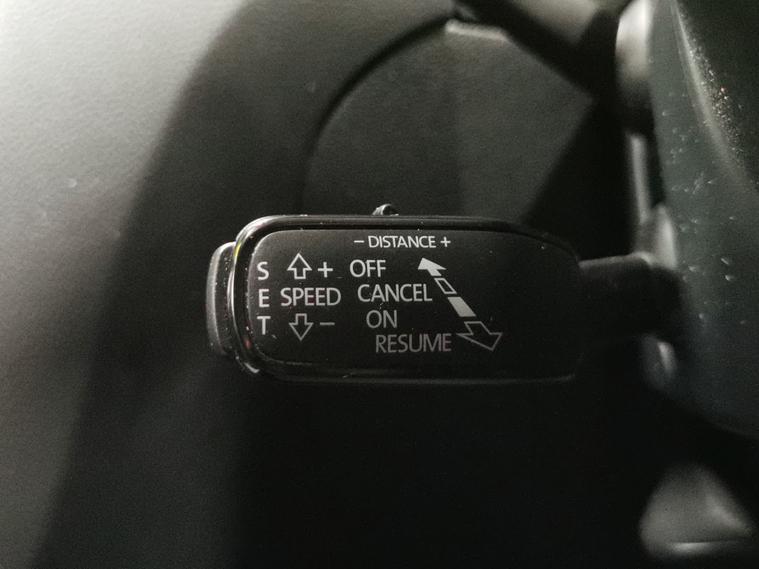 – DISTANCE +
S + OFF
E SPEED CANCEL
T – ON
RESUME